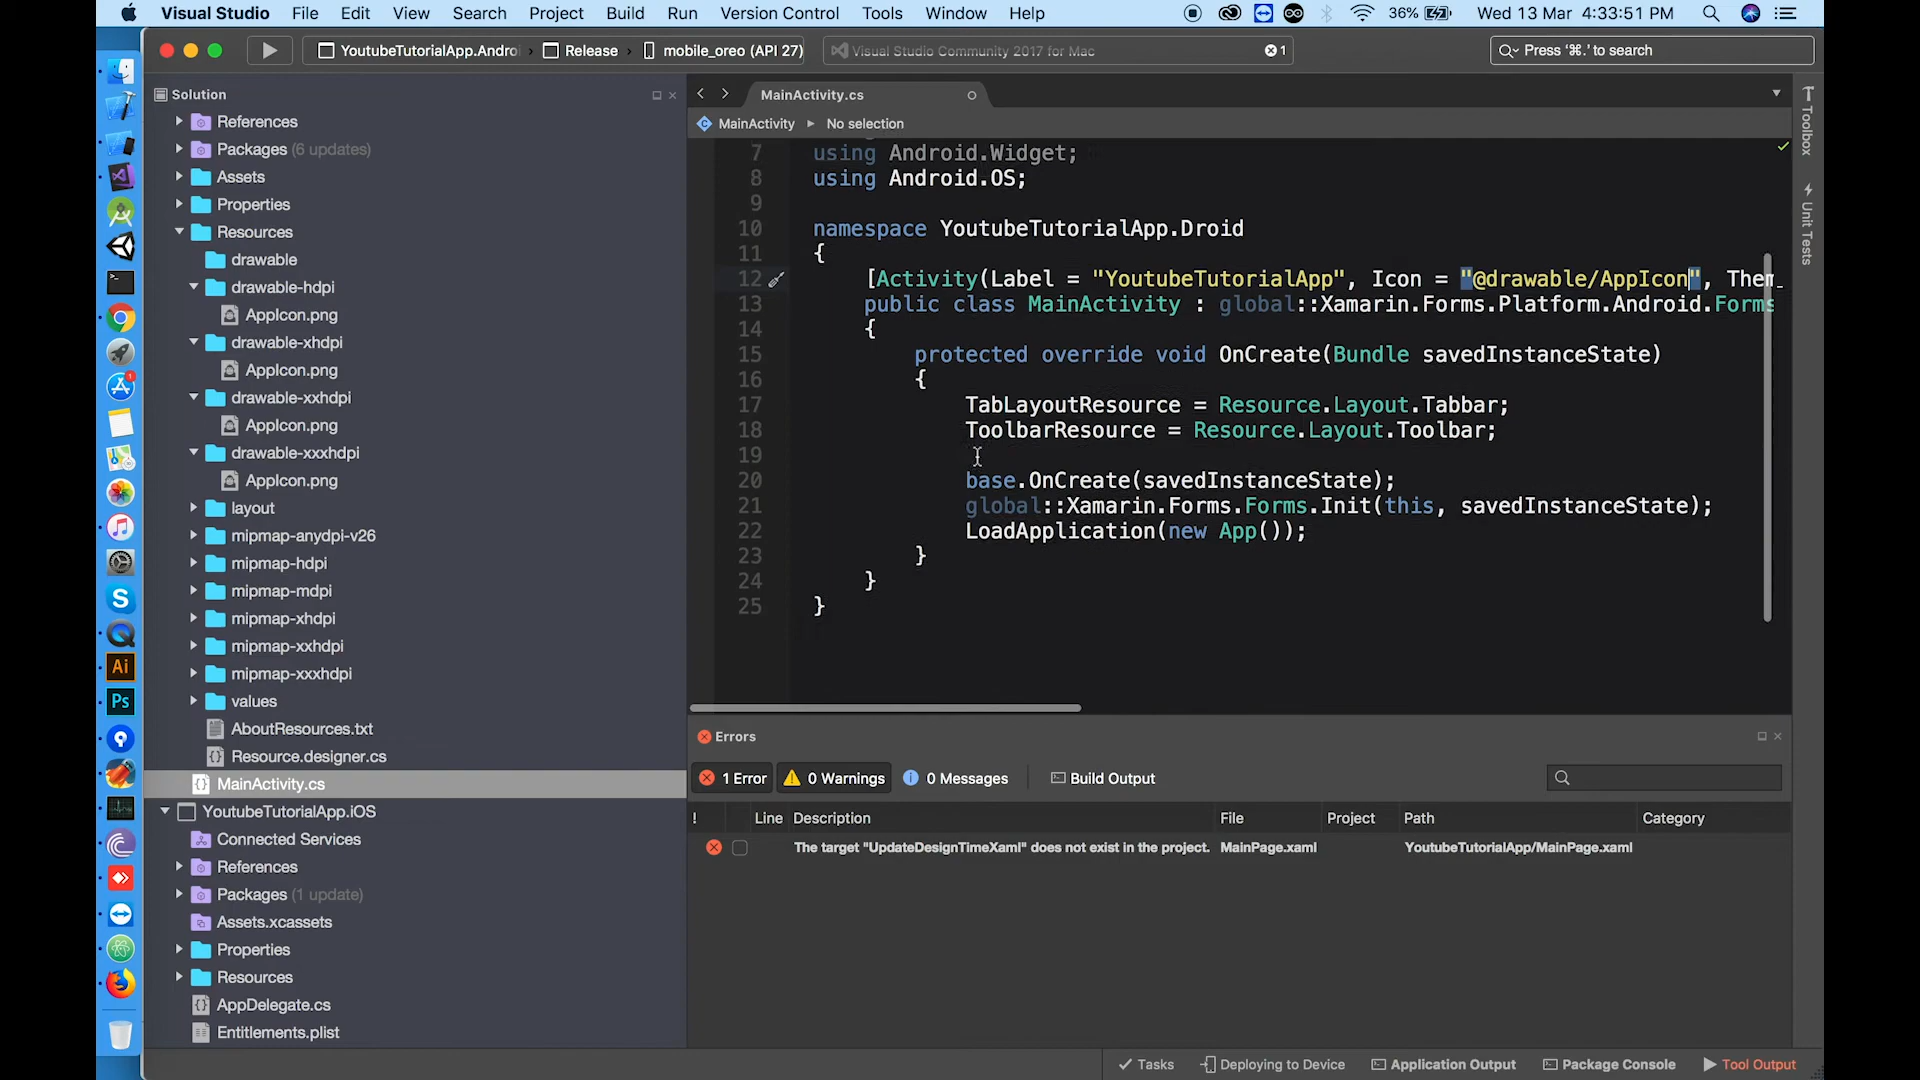 Visual Studio File Edit View Search Project Build Run Version Control Tools Window Help 36% Wed 13 Mar 4:33:51 PM
YoutubeTutorialApp.Andro Release mobile_oreo (API 27) Visual Studio Community 2017 for Mac 1 Press '⌘.' to search
Solution
References
Packages (6 updates)
Assets
Properties
Resources
drawable
drawable-hdpi
AppIcon.png
drawable-xhdpi
AppIcon.png
drawable-xxhdpi
AppIcon.png
drawable-xxxhdpi
AppIcon.png
layout
mipmap-anydpi-v26
mipmap-hdpi
mipmap-mdpi
mipmap-xhdpi
mipmap-xxhdpi
mipmap-xxxhdpi
values
AboutResources.txt
Resource.designer.cs
MainActivity.cs
YoutubeTutorialApp.iOS
Connected Services
References
Packages (1 update)
Assets.xcassets
Properties
Resources
AppDelegate.cs
Entitlements.plist
MainActivity.cs
MainActivity No selection
7 using Android.Widget;
8 using Android.OS;
9
10 namespace YoutubeTutorialApp.Droid
11 {
12 [Activity(Label = "YoutubeTutorialApp", Icon = "@drawable/AppIcon", Them
13 public class MainActivity : global::Xamarin.Forms.Platform.Android.Forms
14 {
15 protected override void OnCreate(Bundle savedInstanceState)
16 {
17 TabLayoutResource = Resource.Layout.Tabbar;
18 ToolbarResource = Resource.Layout.Toolbar;
19
20 base.OnCreate(savedInstanceState);
21 global::Xamarin.Forms.Forms.Init(this, savedInstanceState);
22 LoadApplication(new App());
23 }
24 }
25 }
Toolbox
Unit Tests
Errors
1 Error 0 Warnings 0 Messages Build Output
! Line Description File Project Path Category
The target "UpdateDesignTimeXaml" does not exist in the project. MainPage.xaml YoutubeTutorialApp/MainPage.xaml
Tasks Deploying to Device Application Output Package Console Tool Output
Ai
Ps